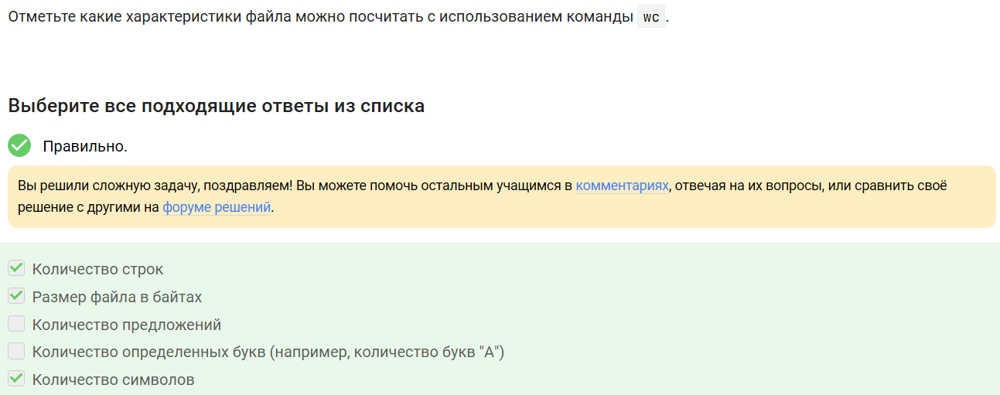 Отметьте какие характеристики файла можно посчитать с использованием команды wc.
Выберите все подходящие ответы из списка
Правильно.
Вы решили сложную задачу, поздравляем! Вы можете помочь остальным учащимся в комментариях, отвечая на их вопросы, или сравнить своё
решение с другими на форуме решений.
Количество строк
Размер файла в байтах
Количество предложений
Количество определенных букв (например, количество букв "А")
Количество символов